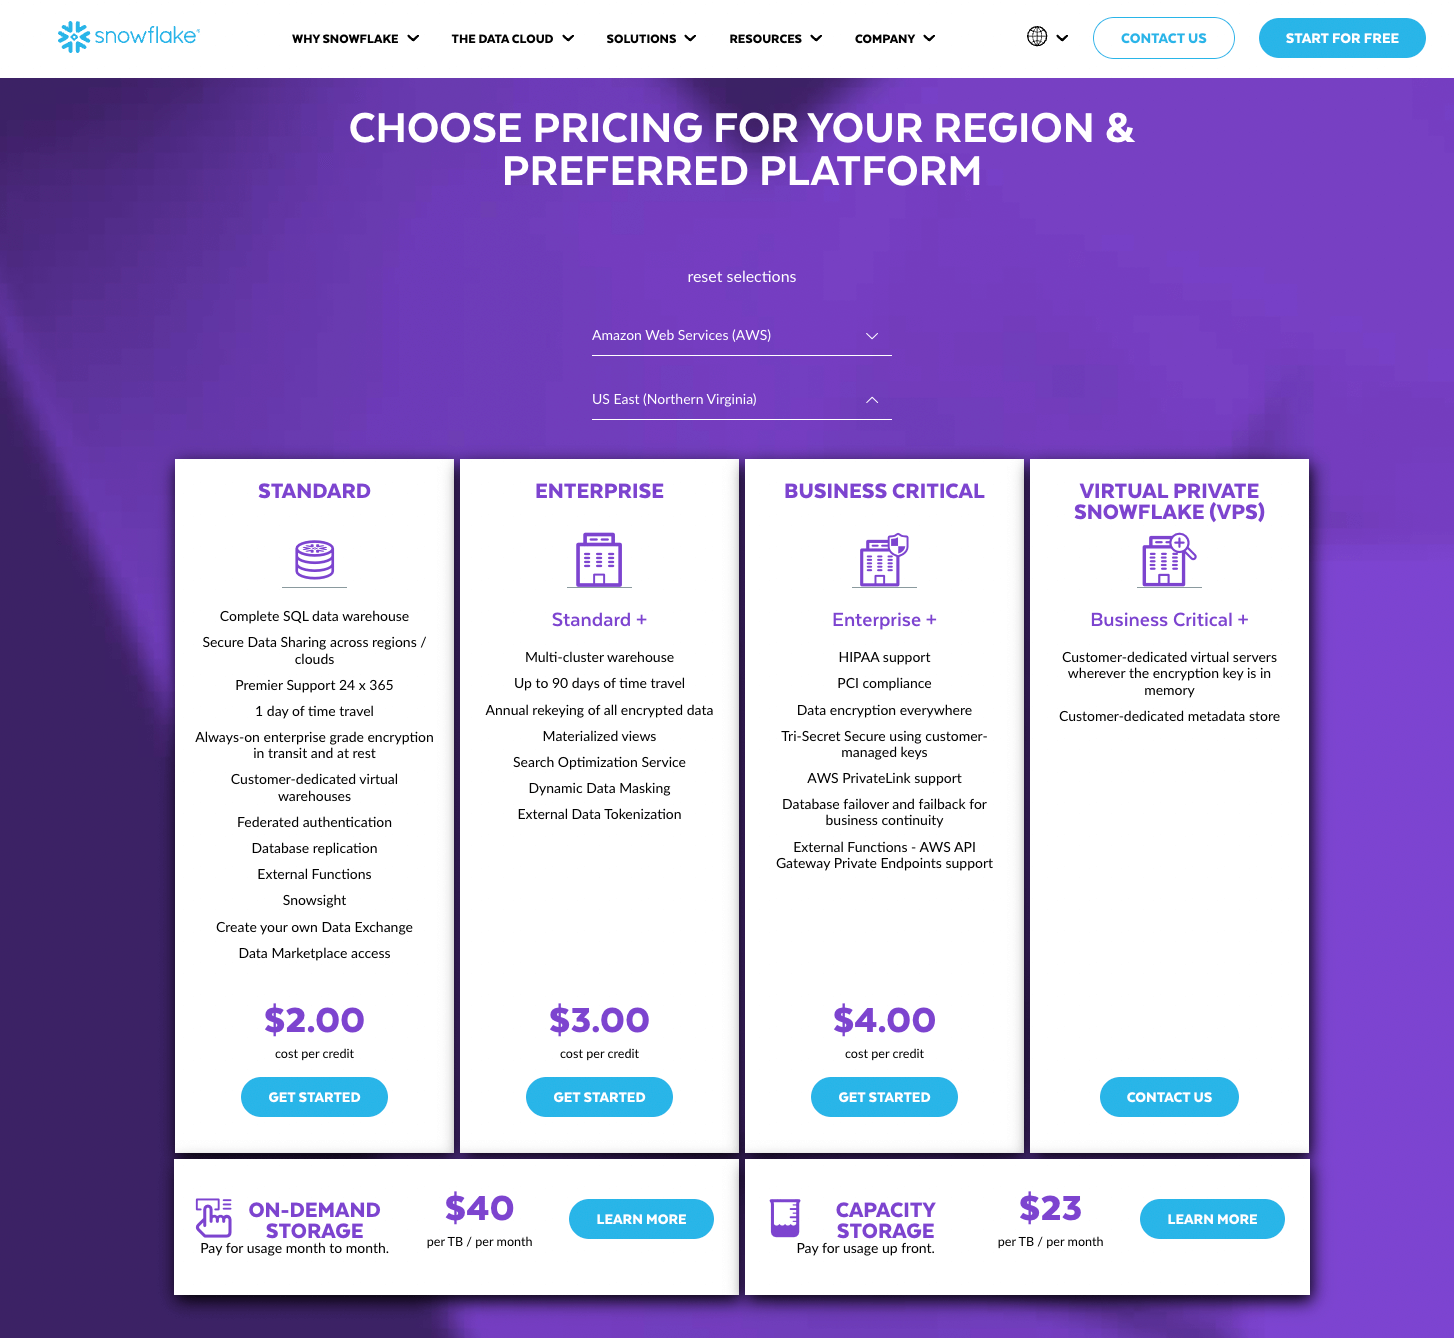 snowflake®
WHY SNOWFLAKE
THE DATA CLOUD
SOLUTIONS
RESOURCES
COMPANY
CONTACT US
START FOR FREE
CHOOSE PRICING FOR YOUR REGION &
PREFERRED PLATFORM
reset selections
Amazon Web Services (AWS)
US East (Northern Virginia)
STANDARD
Complete SQL data warehouse
Secure Data Sharing across regions /
clouds
Premier Support 24 x 365
1 day of time travel
Always-on enterprise grade encryption
in transit and at rest
Customer-dedicated virtual
warehouses
Federated authentication
Database replication
External Functions
Snowsight
Create your own Data Exchange
Data Marketplace access
$2.00
cost per credit
GET STARTED
ENTERPRISE
Standard +
Multi-cluster warehouse
Up to 90 days of time travel
Annual rekeying of all encrypted data
Materialized views
Search Optimization Service
Dynamic Data Masking
External Data Tokenization
$3.00
cost per credit
GET STARTED
BUSINESS CRITICAL
Enterprise +
HIPAA support
PCI compliance
Data encryption everywhere
Tri-Secret Secure using customer-
managed keys
AWS PrivateLink support
Database failover and failback for
business continuity
External Functions - AWS API
Gateway Private Endpoints support
$4.00
cost per credit
GET STARTED
VIRTUAL PRIVATE
SNOWFLAKE (VPS)
Business Critical +
Customer-dedicated virtual servers
wherever the encryption key is in
memory
Customer-dedicated metadata store
CONTACT US
ON-DEMAND
STORAGE
Pay for usage month to month.
$40
per TB / per month
LEARN MORE
CAPACITY
STORAGE
Pay for usage up front.
$23
per TB / per month
LEARN MORE